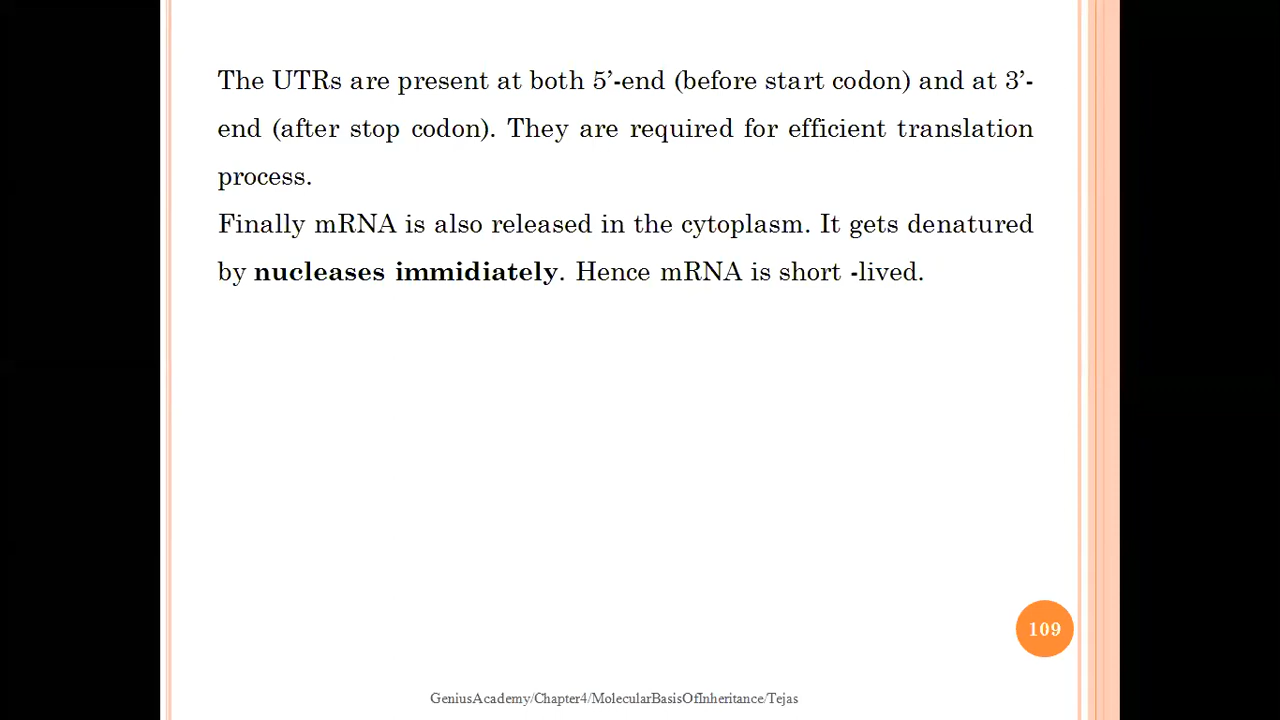 The UTRs are present at both 5’-end (before start codon) and at 3’-
end (after stop codon). They are required for efficient translation
process.
Finally mRNA is also released in the cytoplasm. It gets denatured
by nucleases immidiately. Hence mRNA is short -lived.
109
GeniusAcademy/Chapter4/MolecularBasisOfInheritance/Tejas